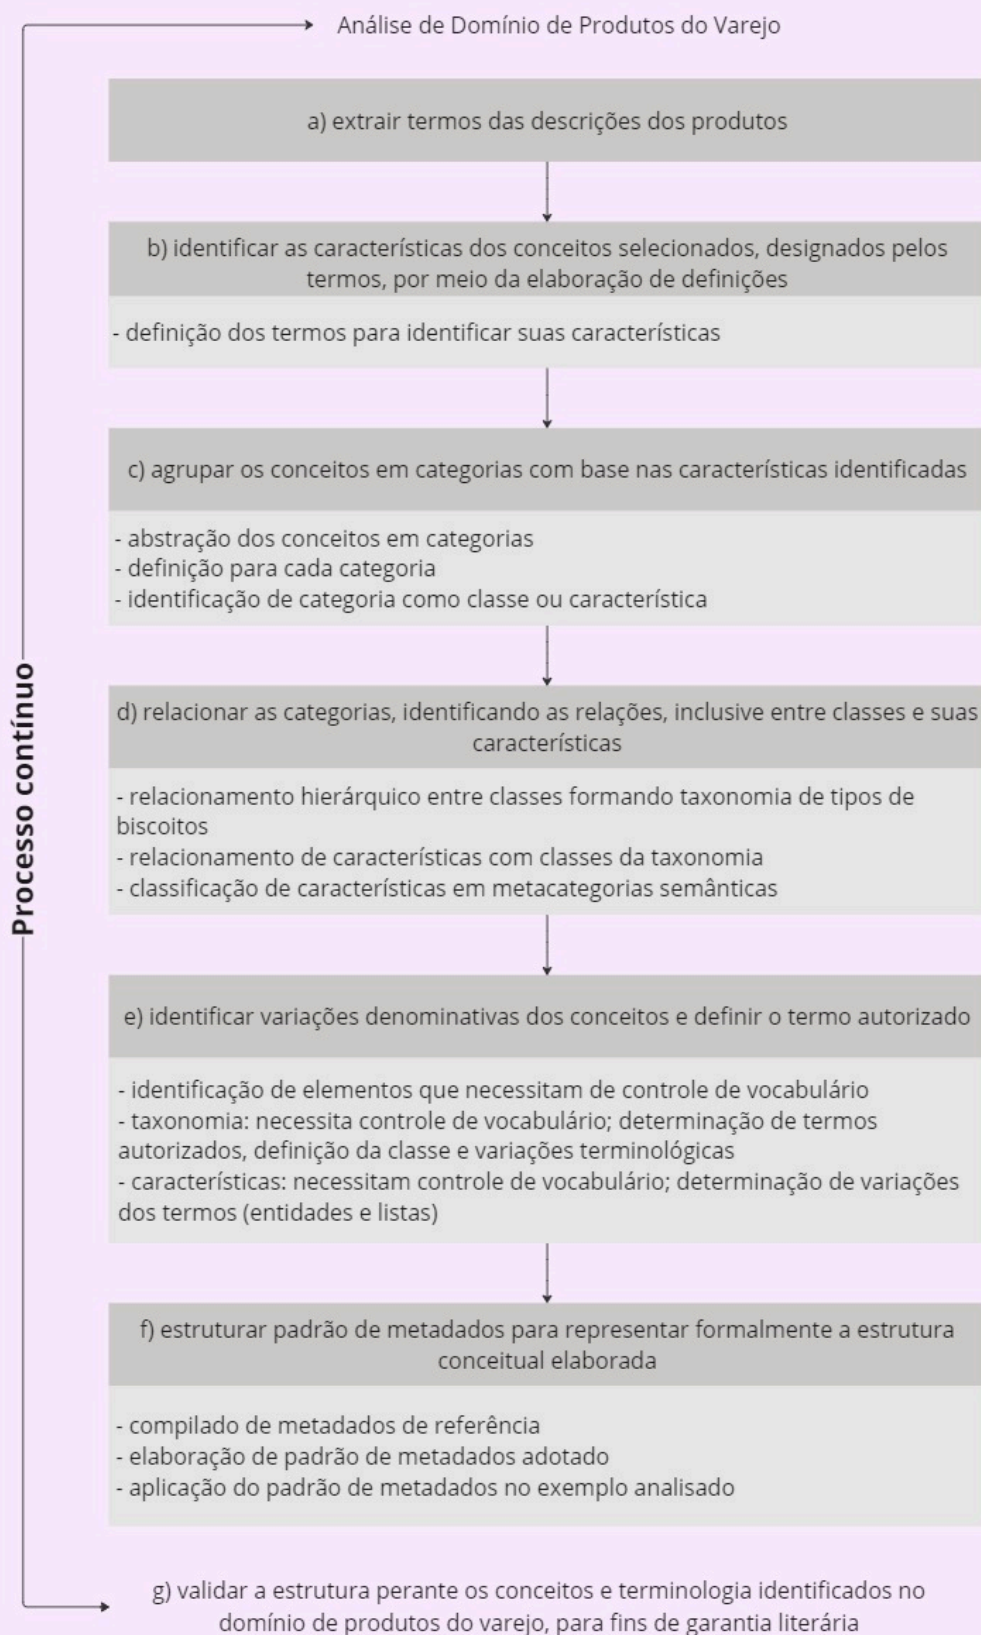 Análise de Domínio de Produtos do Varejo
a) extrair termos das descrições dos produtos
b) identificar as características dos conceitos selecionados, designados pelos
termos, por meio da elaboração de definições
- definição dos termos para identificar suas características
c) agrupar os conceitos em categorias com base nas características identificadas
- abstração dos conceitos em categorias
- definição para cada categoria
- identificação de categoria como classe ou característica
Processo contínuo
d) relacionar as categorias, identificando as relações, inclusive entre classes e suas
características
- relacionamento hierárquico entre classes formando taxonomia de tipos de
biscoitos
- relacionamento de características com classes da taxonomia
- classificação de características em metacategorias semânticas
e) identificar variações denominativas dos conceitos e definir o termo autorizado
- identificação de elementos que necessitam de controle de vocabulário
- taxonomia: necessita controle de vocabulário; determinação de termos
autorizados, definição da classe e variações terminológicas
- características: necessitam controle de vocabulário; determinação de variações
dos termos (entidades e listas)
f) estruturar padrão de metadados para representar formalmente a estrutura
conceitual elaborada
- compilado de metadados de referência
- elaboração de padrão de metadados adotado
- aplicação do padrão de metadados no exemplo analisado
g) validar a estrutura perante os conceitos e terminologia identificados no
domínio de produtos do varejo, para fins de garantia literária